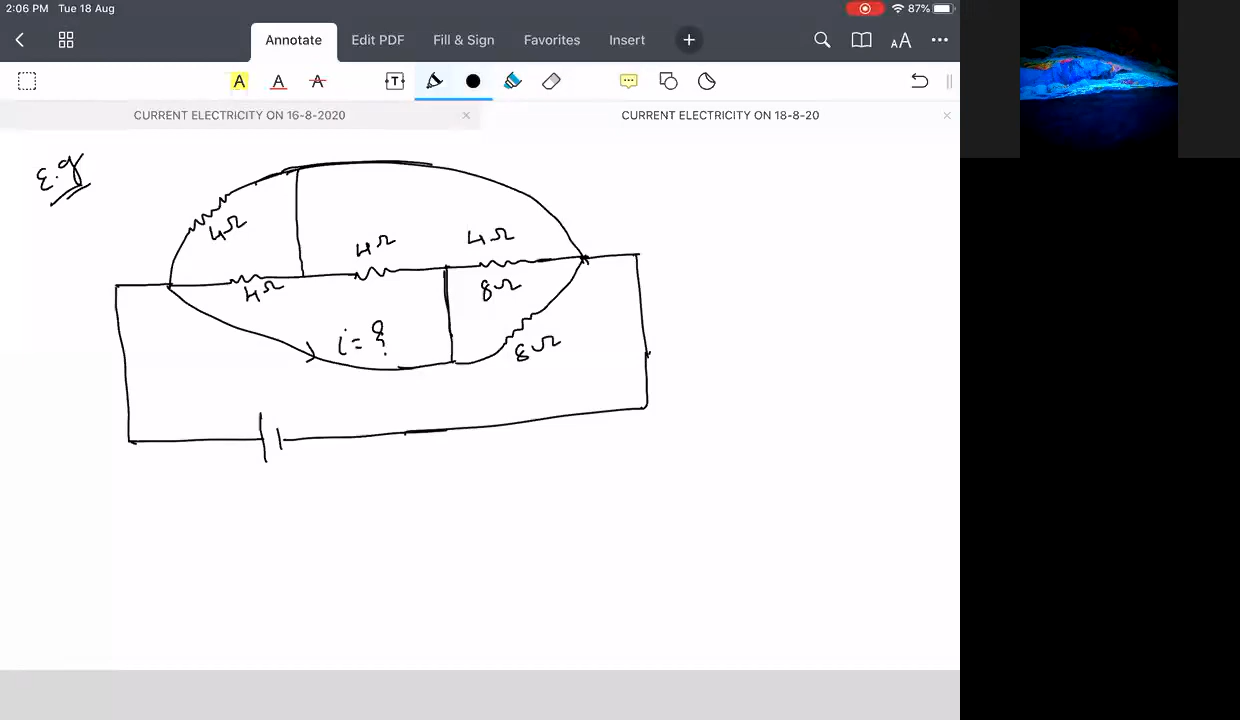 2:06 PM Tue 18 Aug 87%
Annotate Edit PDF Fill & Sign Favorites Insert
CURRENT ELECTRICITY ON 16-8-2020 CURRENT ELECTRICITY ON 18-8-20
E.g
4Ω
4Ω 4Ω
4Ω 8Ω
i = ?
8Ω